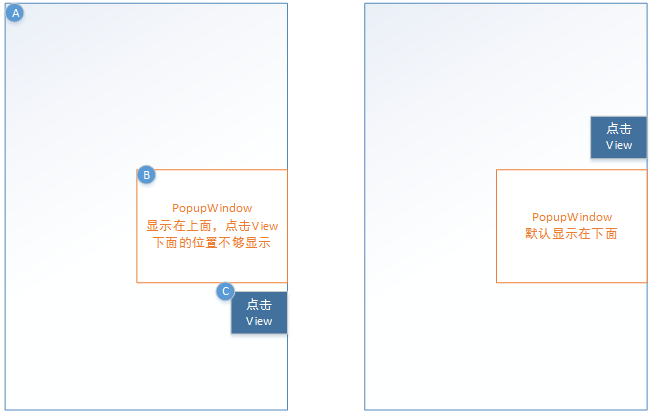 A
B
PopupWindow
显示在上面，点击View
下面的位置不够显示
C
点击
View
点击
View
PopupWindow
默认显示在下面